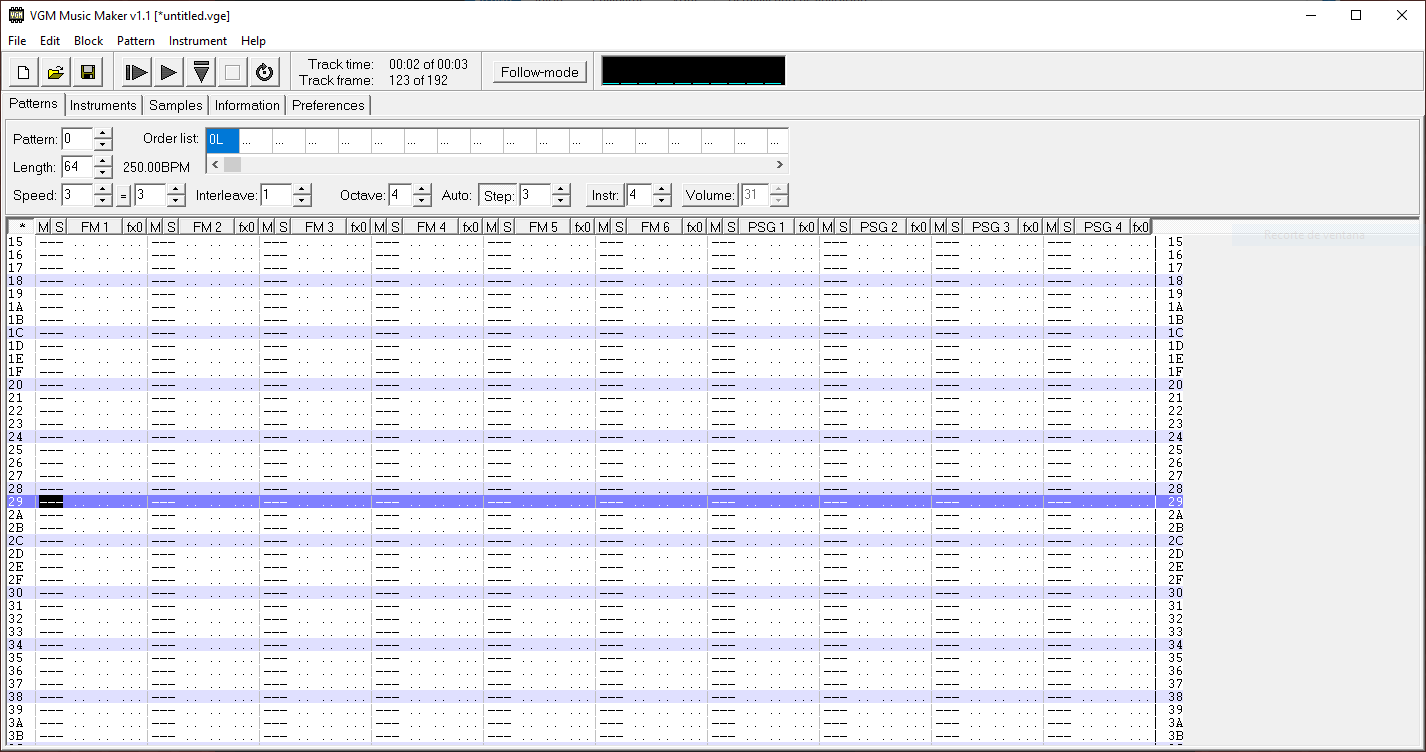 VGM Music Maker v1.1 [*untitled.vge]
File Edit Block Pattern Instrument Help
Track time: 00:02 of 00:03
Track frame: 123 of 192
Follow-mode
Patterns Instruments Samples Information Preferences
Pattern: 0 Order list: 0L ... ... ... ... ... ... ... ... ... ... ... ... ... ... ... ... ...
Length: 64 250.00BPM
Speed: 3 = 3 Interleave: 1 Octave: 4 Auto: Step: 3 Instr: 4 Volume: 31
* M S FM 1 fx0 M S FM 2 fx0 M S FM 3 fx0 M S FM 4 fx0 M S FM 5 fx0 M S FM 6 fx0 M S PSG 1 fx0 M S PSG 2 fx0 M S PSG 3 fx0 M S PSG 4 fx0
Recorte de ventana
15 15
16 16
17 17
18 18
19 19
1A 1A
1B 1B
1C 1C
1D 1D
1E 1E
1F 1F
20 20
21 21
22 22
23 23
24 24
25 25
26 26
27 27
28 28
29 29
2A 2A
2B 2B
2C 2C
2D 2D
2E 2E
2F 2F
30 30
31 31
32 32
33 33
34 34
35 35
36 36
37 37
38 38
39 39
3A 3A
3B 3B